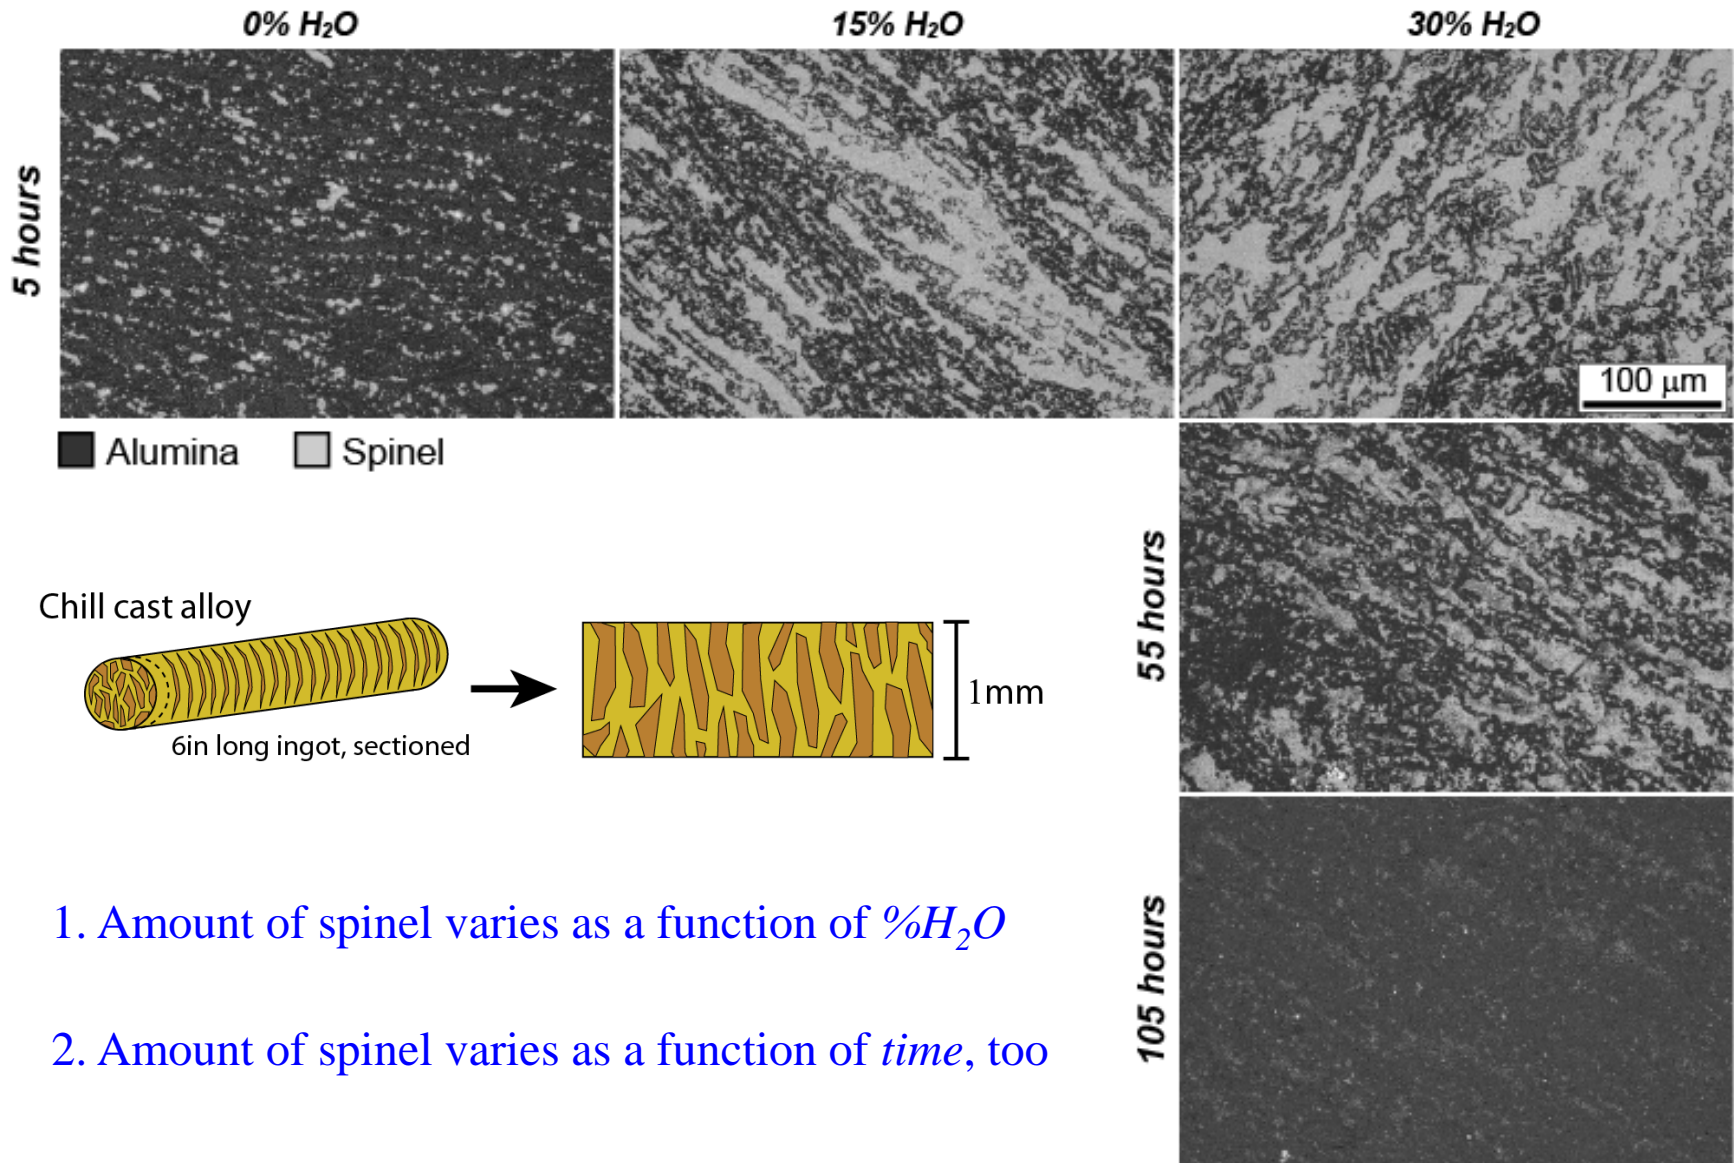 0% H₂O
15% H₂O
30% H₂O
5 hours
100 µm
Alumina
Spinel
55 hours
Chill cast alloy
1mm
6in long ingot, sectioned
1. Amount of spinel varies as a function of %H₂O
105 hours
2. Amount of spinel varies as a function of time, too